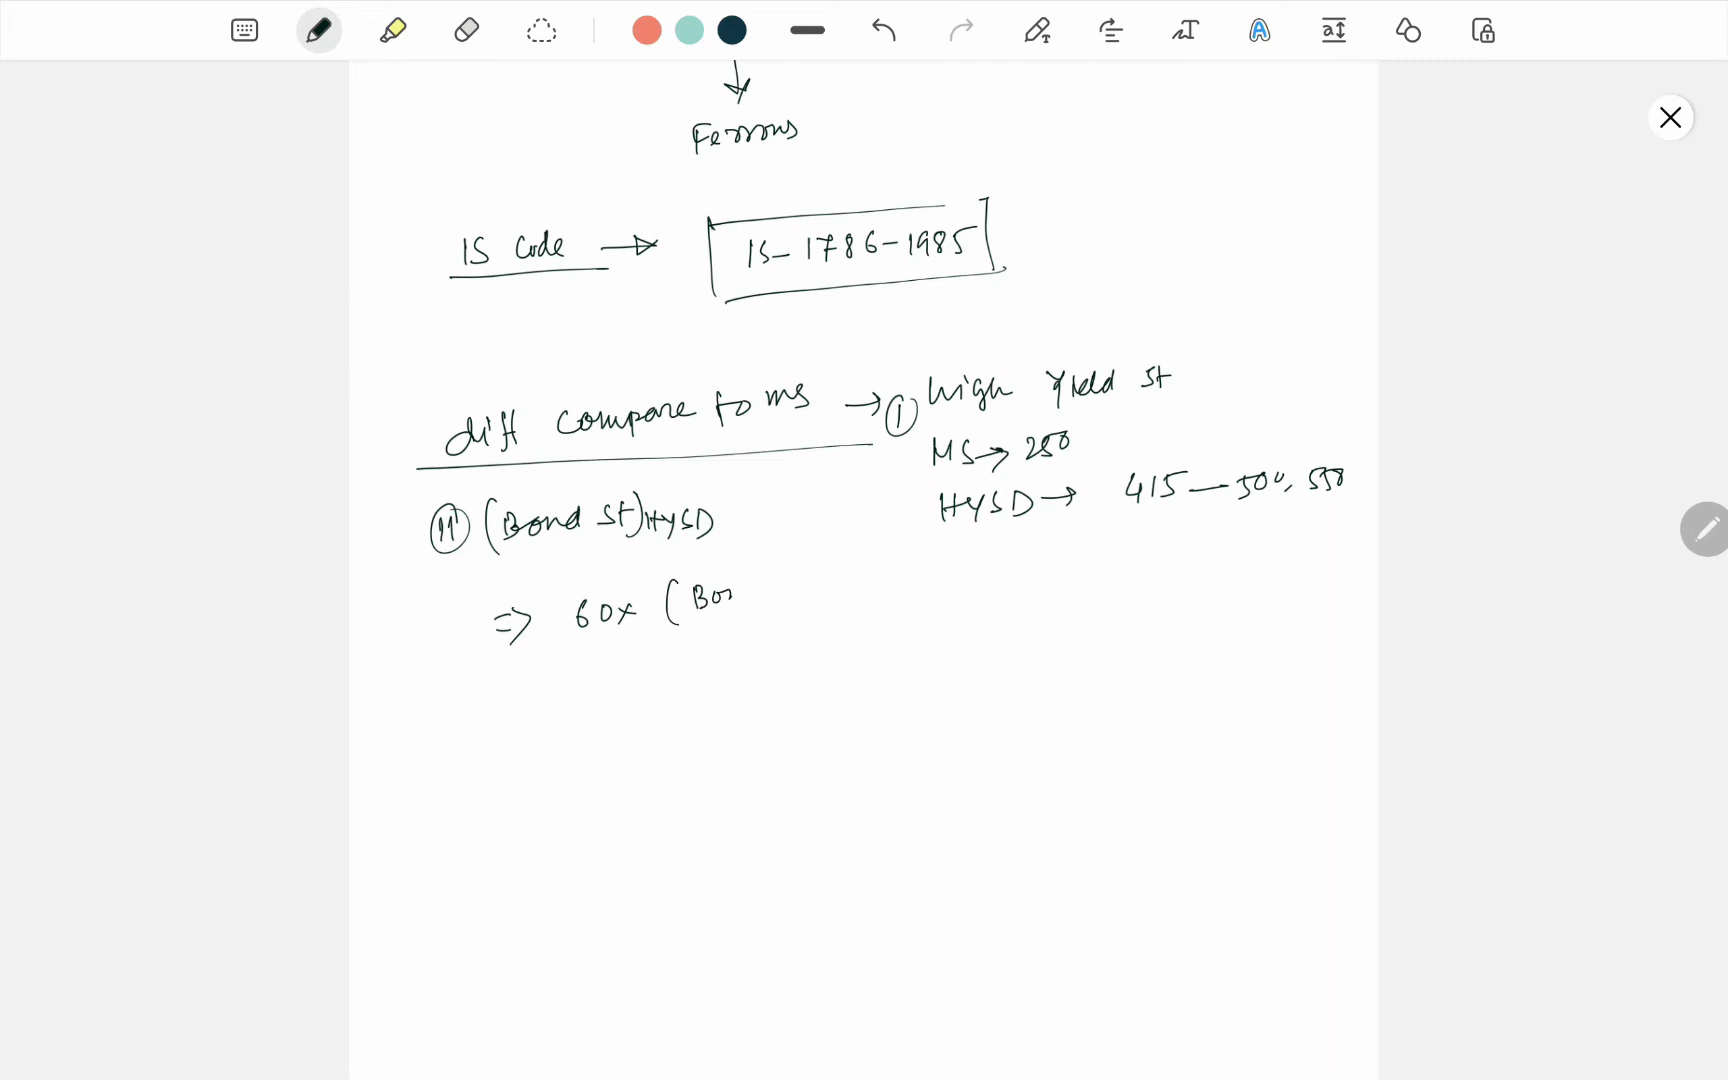 Ferrous
IS Code → IS-1786-1985
diff compare to ms → ① High Yield St
MS → 250
HYSD → 415 — 500, 550
(ii) (Bond St)HYSD
⇒ 60% (Bon